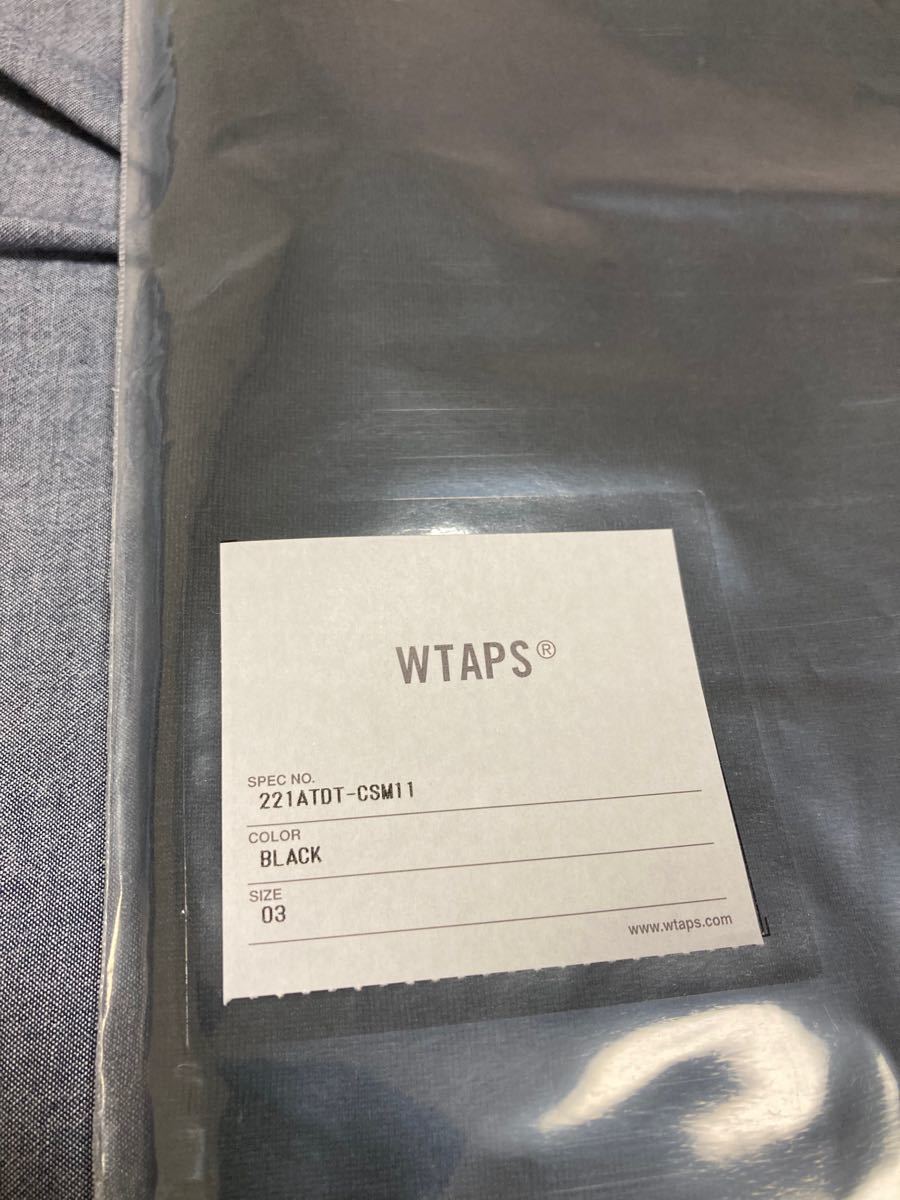 WTAPS®
SPEC NO.
221ATDT-CSM11
COLOR
BLACK
SIZE
03
www.wtaps.com